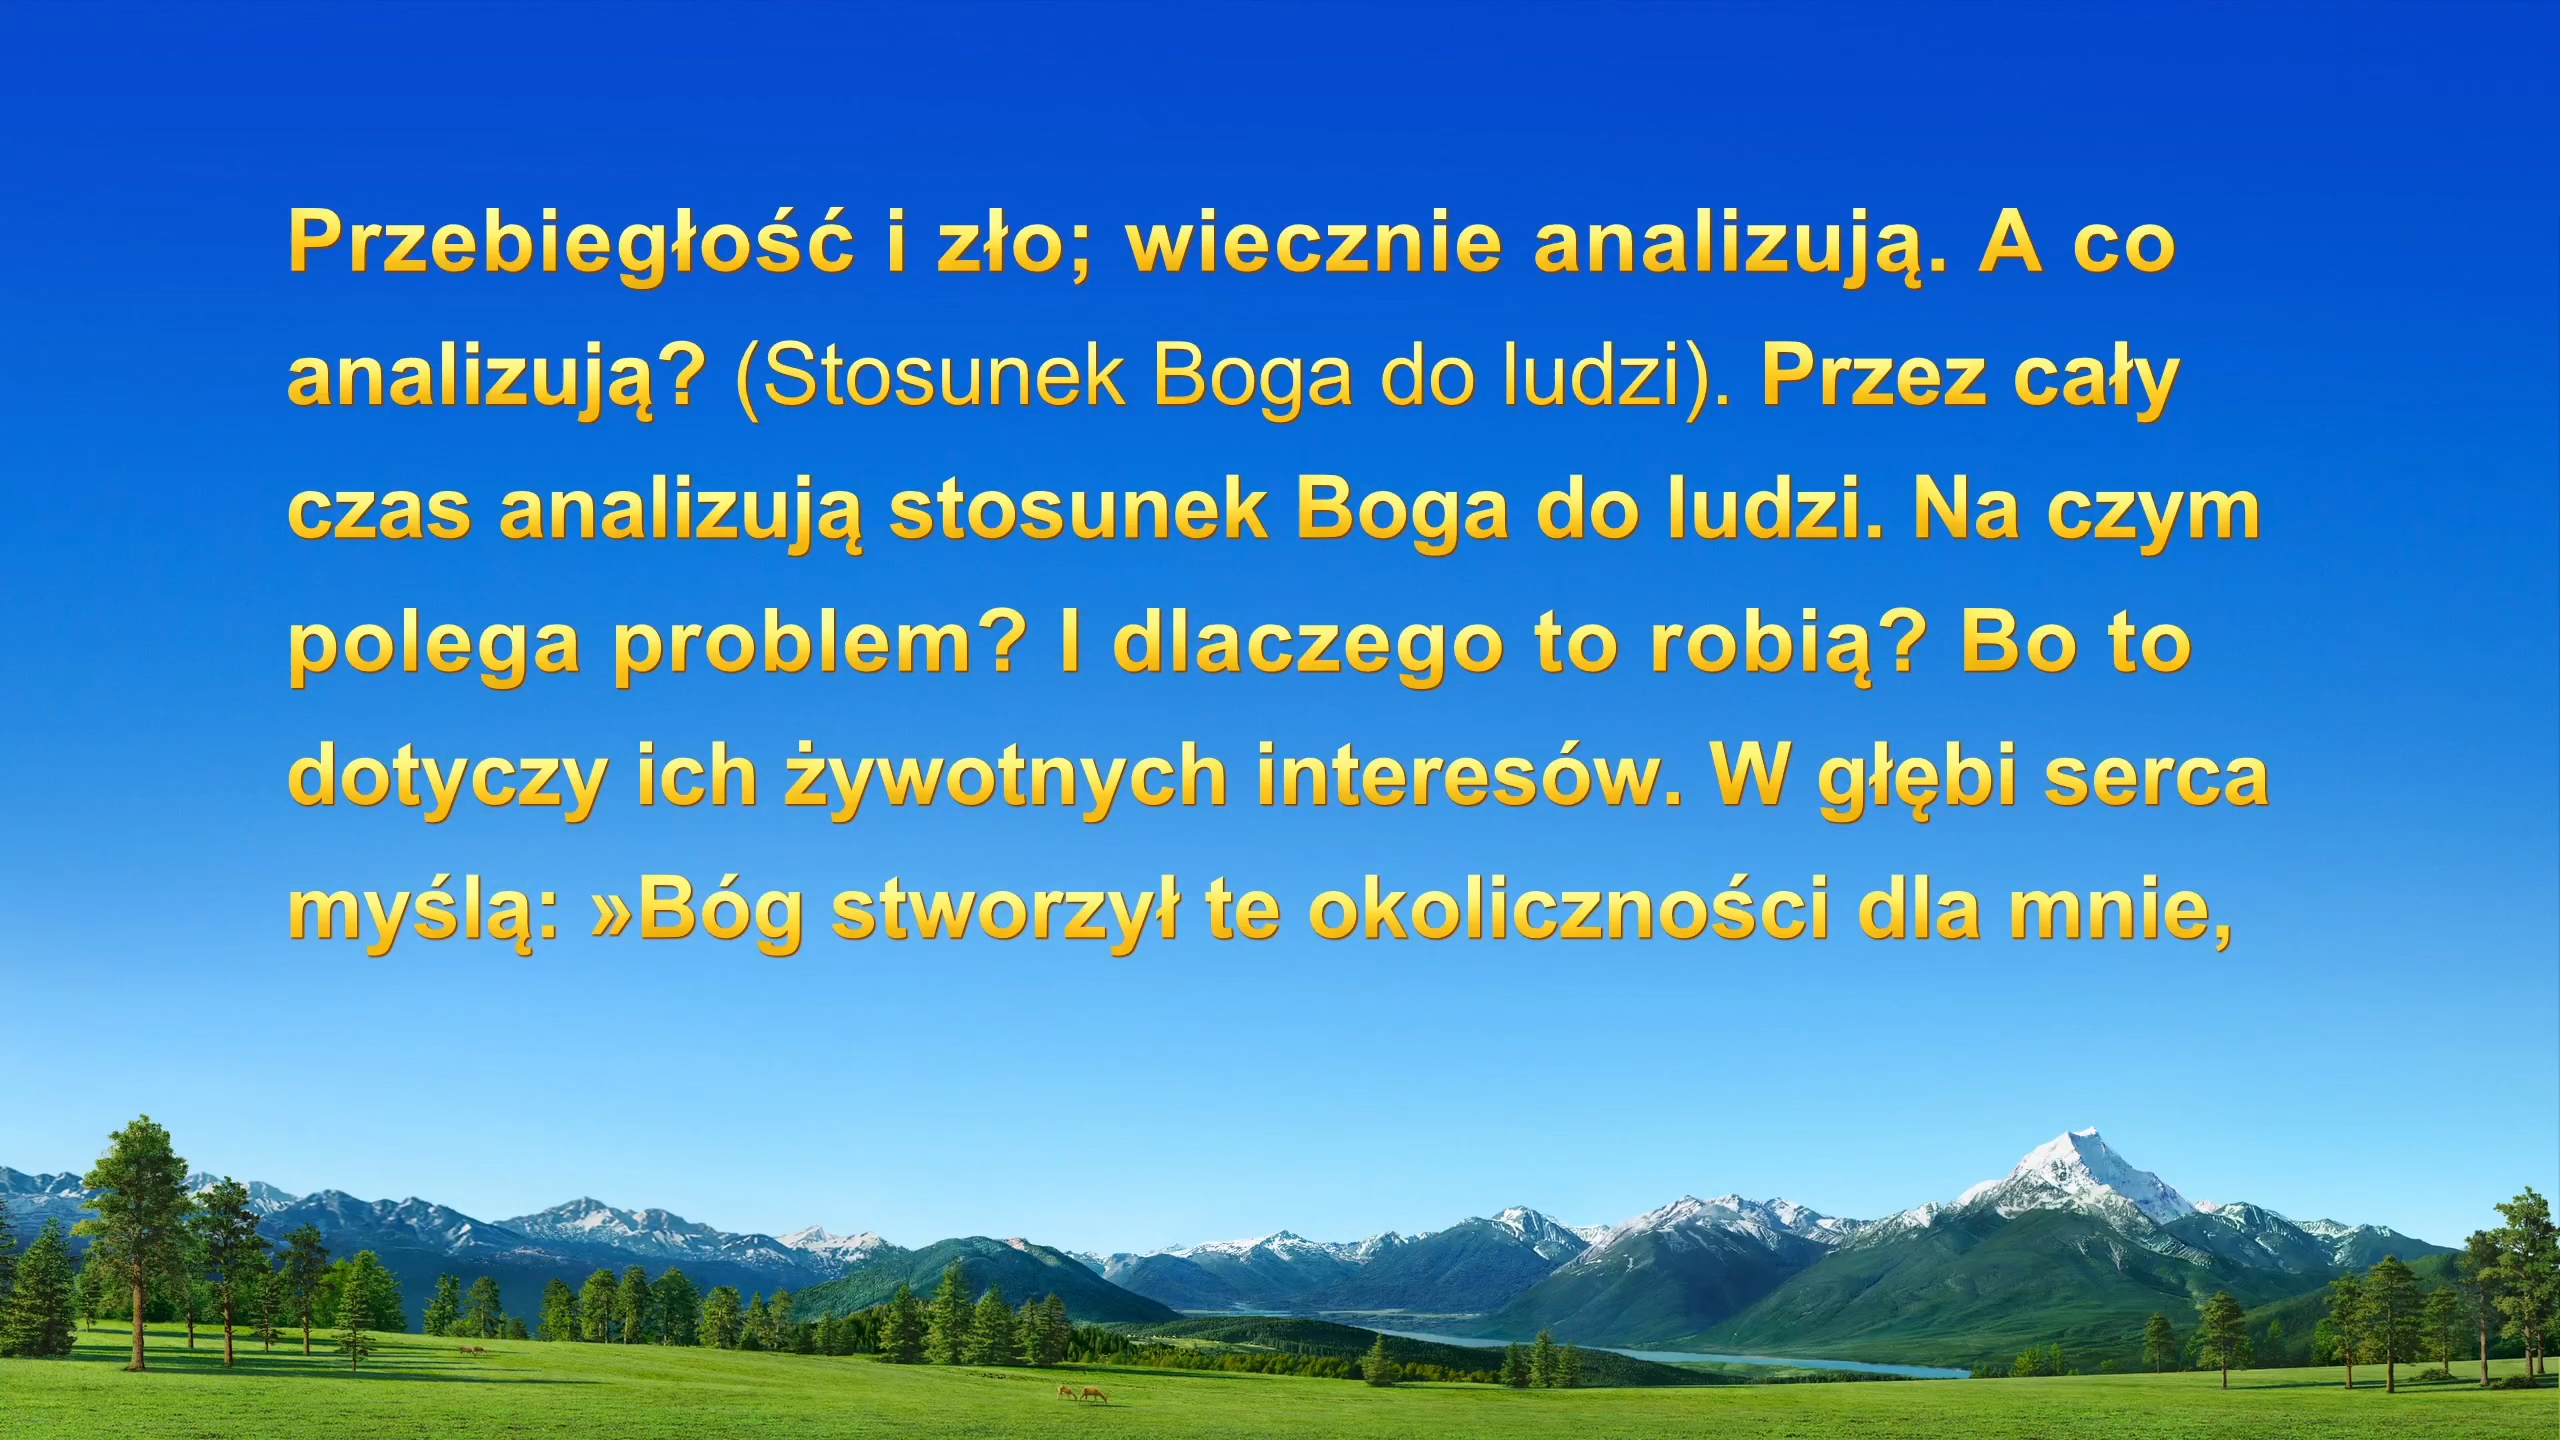 Przebiegłość i zło; wiecznie analizują. A co
analizują? (Stosunek Boga do ludzi). Przez cały
czas analizują stosunek Boga do ludzi. Na czym
polega problem? I dlaczego to robią? Bo to
dotyczy ich żywotnych interesów. W głębi serca
myślą: »Bóg stworzył te okoliczności dla mnie,